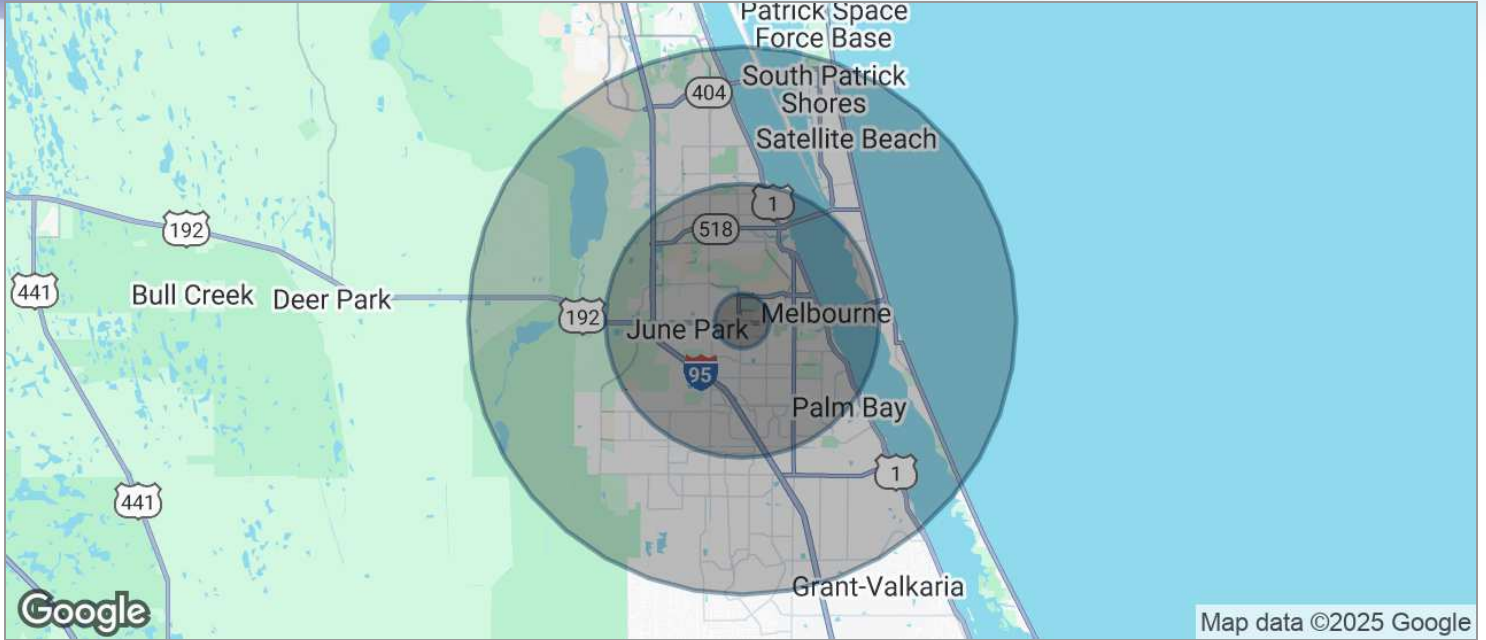 Patrick Space
Force Base
South Patrick
Shores
404
Satellite Beach
1
518
192
441
Bull Creek
Deer Park
192
June Park
Melbourne
95
Palm Bay
1
441
Grant-Valkaria
Google
Map data ©2025 Google